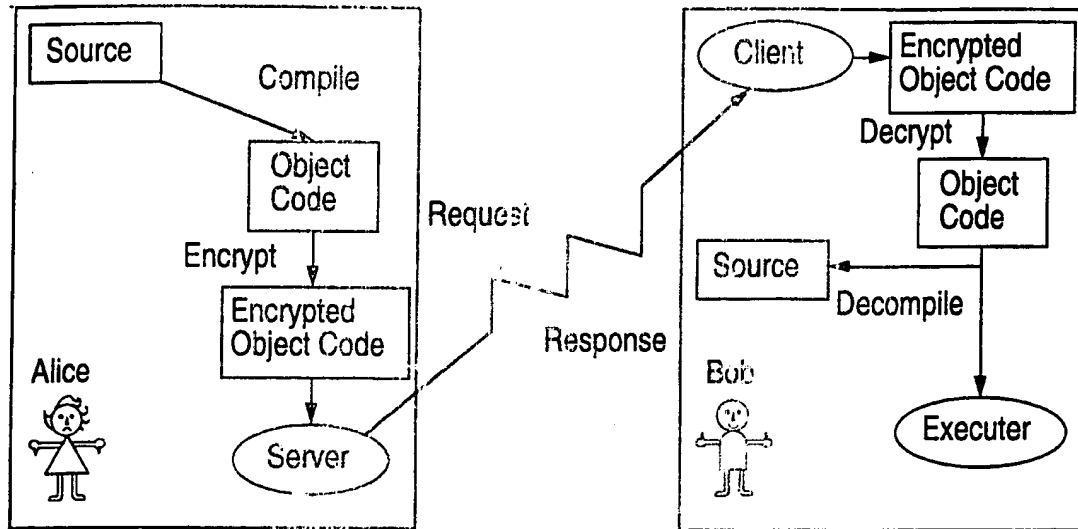 Source
Compile
Object
Code
Encrypt
Encrypted
Object Code
Alice
Server
Request
Response
Client
Encrypted
Object Code
Decrypt
Object
Code
Source
Decompile
Bob
Executer